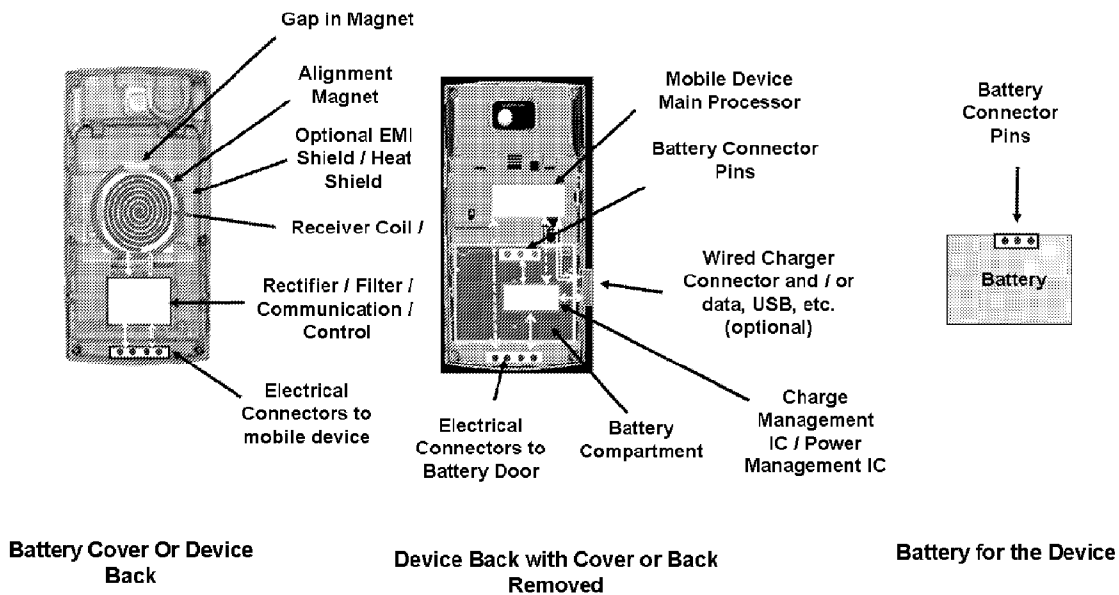 Gap in Magnet
Alignment
Magnet
Optional EMI
Shield / Heat
Shield
Receiver Coil /
Rectifier / Filter /
Communication /
Control
Electrical
Connectors to
mobile device
Battery Cover Or Device
Back
Mobile Device
Main Processor
Battery Connector
Pins
Wired Charger
Connector and / or
data, USB, etc.
(optional)
Charge
Management
IC / Power
Management IC
Battery
Compartment
Electrical
Connectors to
Battery Door
Device Back with Cover or Back
Removed
Battery
Connector
Pins
Battery
Battery for the Device